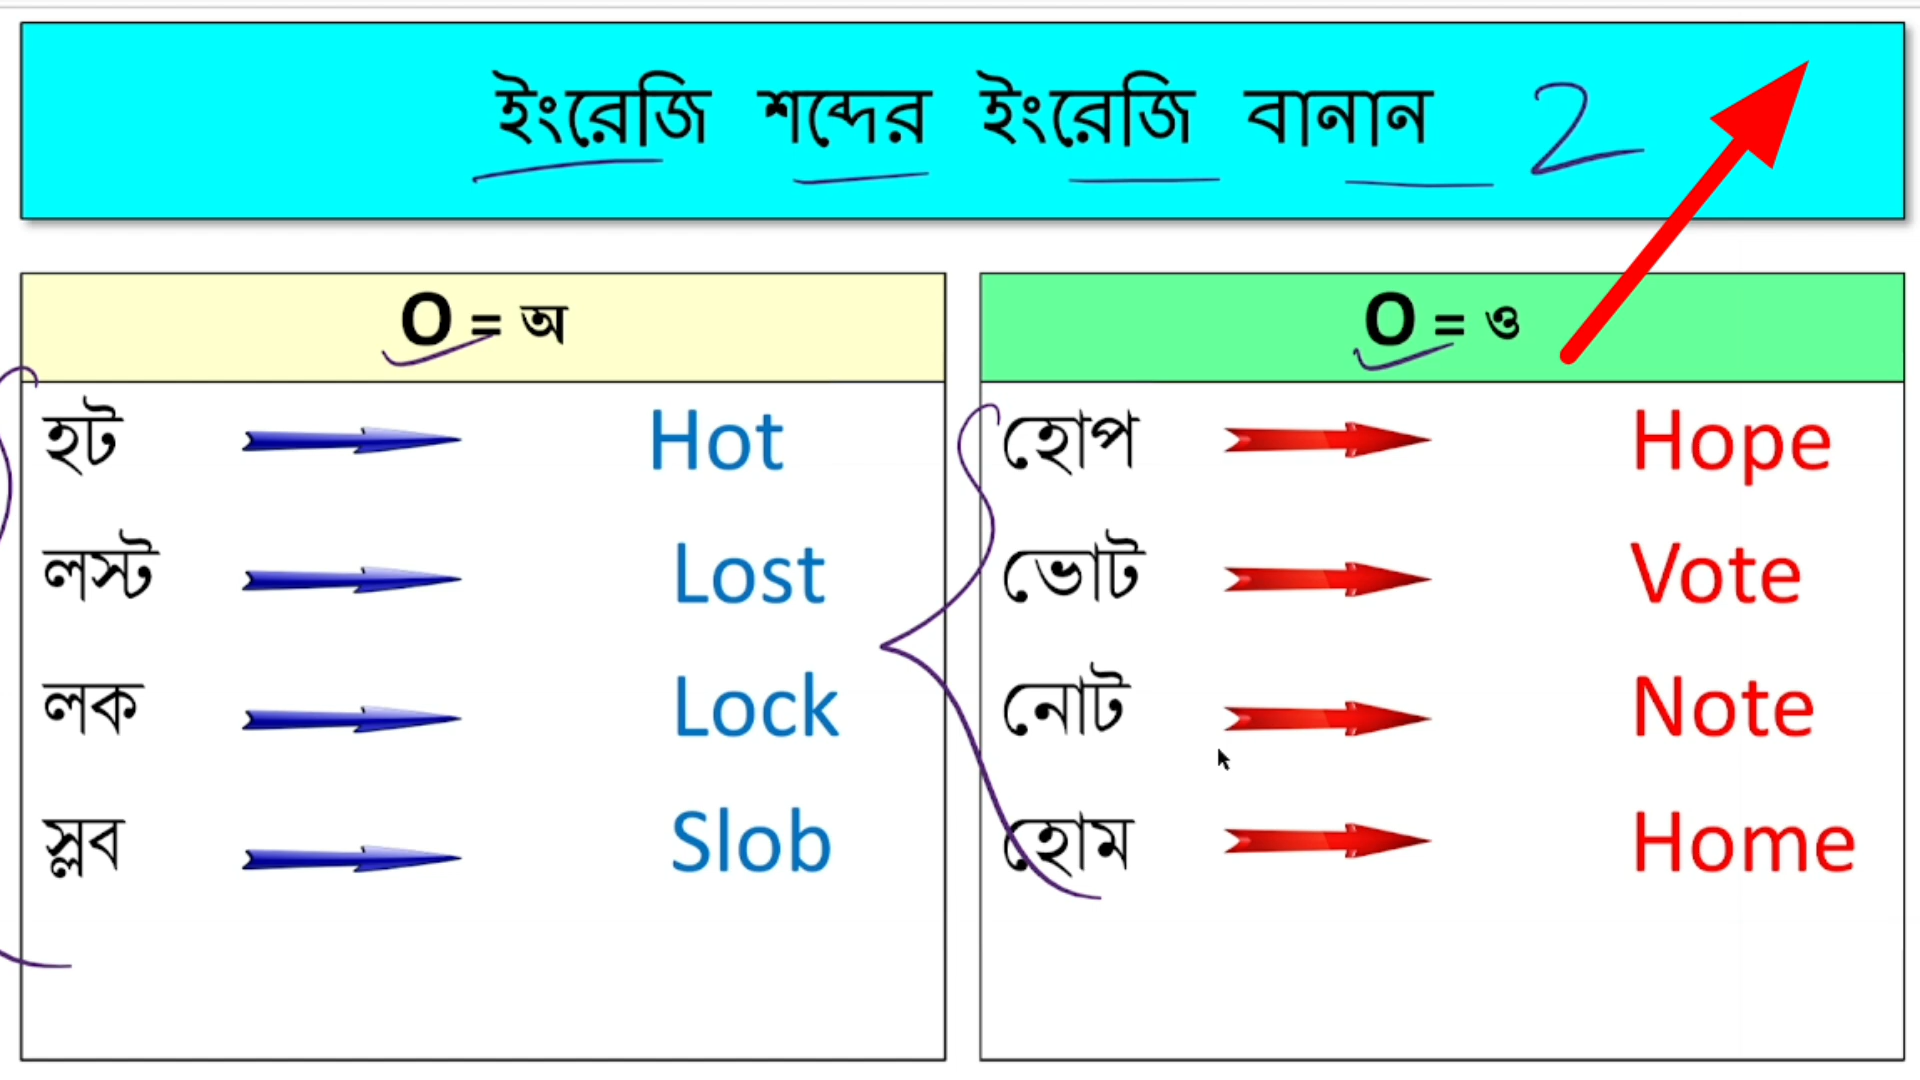 ইংরেজি শব্দের ইংরেজি বানান 2
O = অ
হট Hot
লস্ট Lost
লক Lock
স্লব Slob
O = ও
হোপ Hope
ভোট Vote
নোট Note
হোম Home